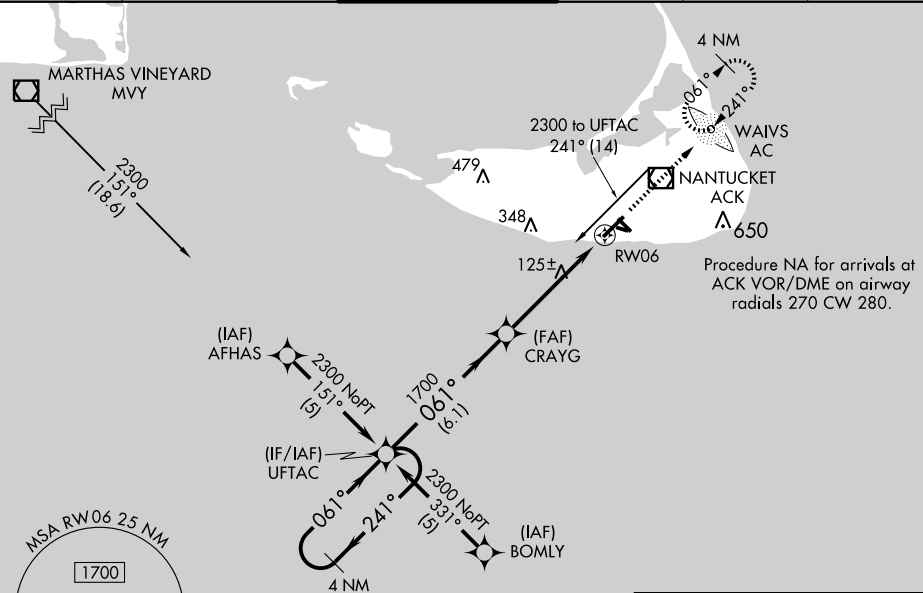 MARTHAS VINEYARD
MVY
2300
151°
(18.6)
4 NM
061°
241°
WAIVS
AC
2300 to UFTAC
241° (14)
479
NANTUCKET
ACK
348
650
RW06
125±
Procedure NA for arrivals at
ACK VOR/DME on airway
radials 270 CW 280.
(IAF)
AFHAS
2300 NoPT
151°
(5)
(FAF)
CRAYG
1700
061°
(6.1)
(IF/IAF)
UFTAC
061°
241°
4 NM
2300 NoPT
331°
(5)
(IAF)
BOMLY
MSA RW06 25 NM
1700